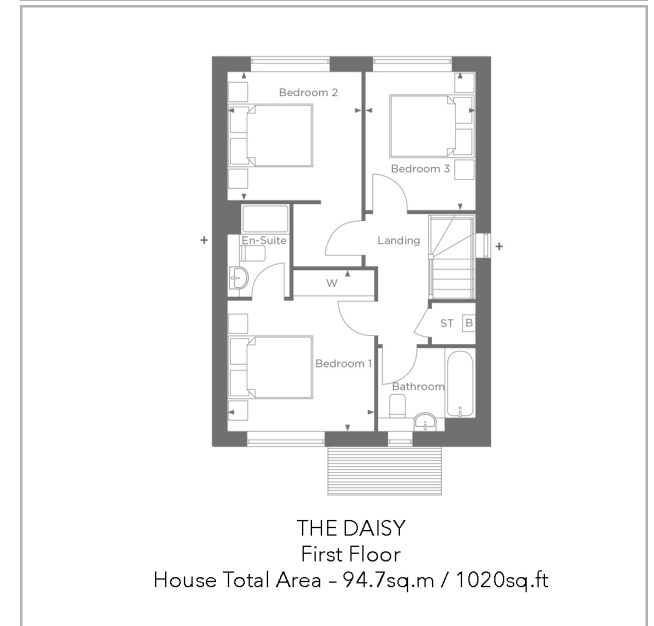 Bedroom 2
Bedroom 3
En-Suite
Landing
W
ST
B
Bedroom 1
Bathroom
THE DAISY
First Floor
House Total Area - 94.7sq.m / 1020sq.ft